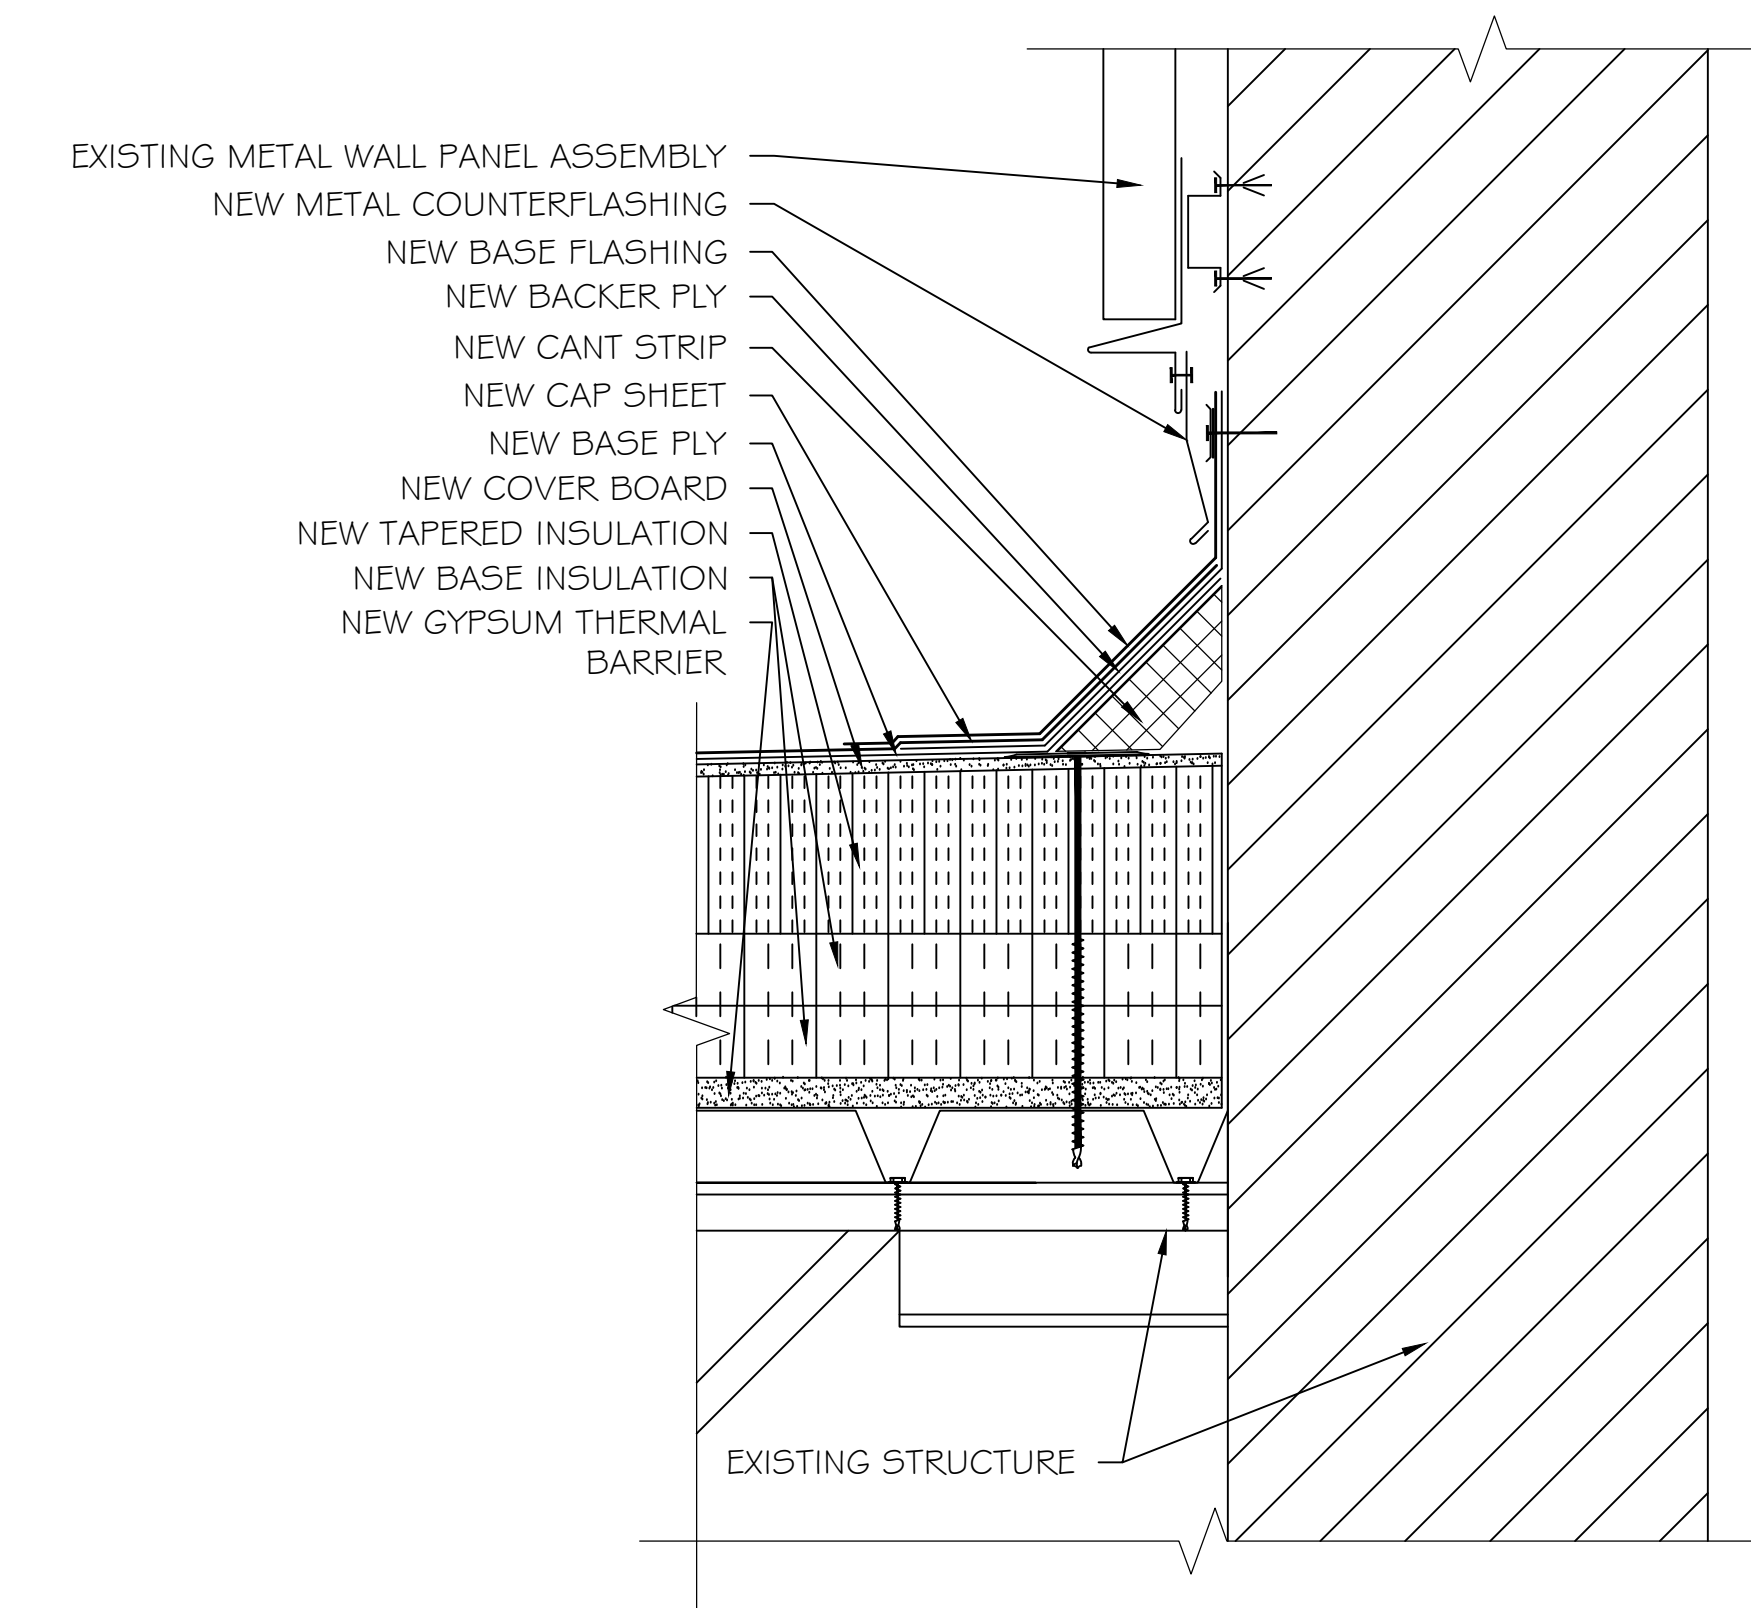 EXISTING METAL WALL PANEL ASSEMBLY
NEW METAL COUNTERFLASHING
NEW BASE FLASHING
NEW BACKER PLY
NEW CANT STRIP
NEW CAP SHEET
NEW BASE PLY
NEW COVER BOARD
NEW TAPERED INSULATION
NEW BASE INSULATION
NEW GYPSUM THERMAL
BARRIER
EXISTING STRUCTURE